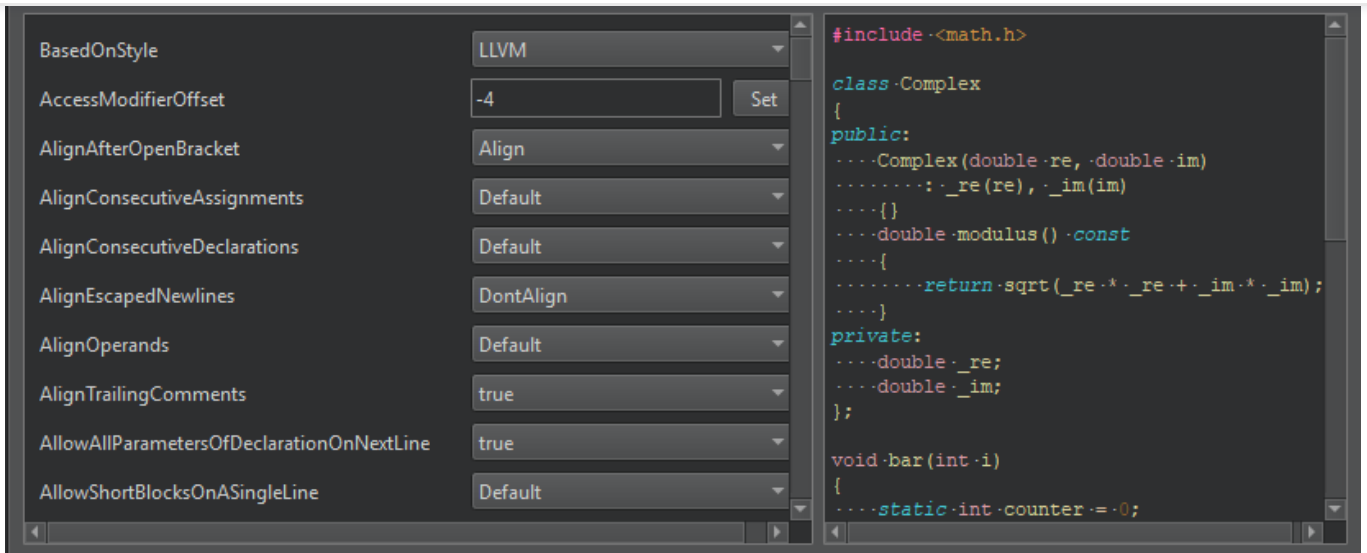 BasedOnStyle LLVM
AccessModifierOffset -4 Set
AlignAfterOpenBracket Align
AlignConsecutiveAssignments Default
AlignConsecutiveDeclarations Default
AlignEscapedNewlines DontAlign
AlignOperands Default
AlignTrailingComments true
AllowAllParametersOfDeclarationOnNextLine true
AllowShortBlocksOnASingleLine Default
#include·<math.h>
class·Complex
{
public:
····Complex(double·re,·double·im)
········:·_re(re),·_im(im)
····{}
····double·modulus()·const
····{
········return·sqrt(_re·*·_re·+·_im·*·_im);
····}
private:
····double·_re;
····double·_im;
};
void·bar(int·i)
{
····static·int·counter·=·0;